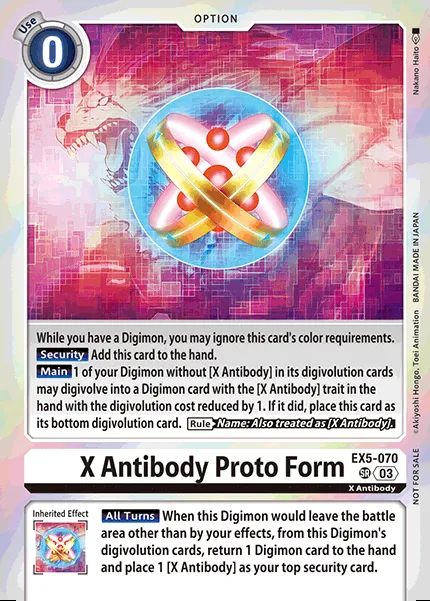 OPTION
Use
0
Nakano Haito
©Akiyoshi Hongo, Toei Animation BANDAI MADE IN JAPAN
NOT FOR SALE
While you have a Digimon, you may ignore this card's color requirements.
Security Add this card to the hand.
Main 1 of your Digimon without [X Antibody] in its digivolution cards
may digivolve into a Digimon card with the [X Antibody] trait in the
hand with the digivolution cost reduced by 1. If it did, place this card as
its bottom digivolution card. Rule Name: Also treated as [X Antibody].
X Antibody Proto Form
EX5-070
SR 03
X Antibody
Inherited Effect
All Turns When this Digimon would leave the battle
area other than by your effects, from this Digimon's
digivolution cards, return 1 Digimon card to the hand
and place 1 [X Antibody] as your top security card.